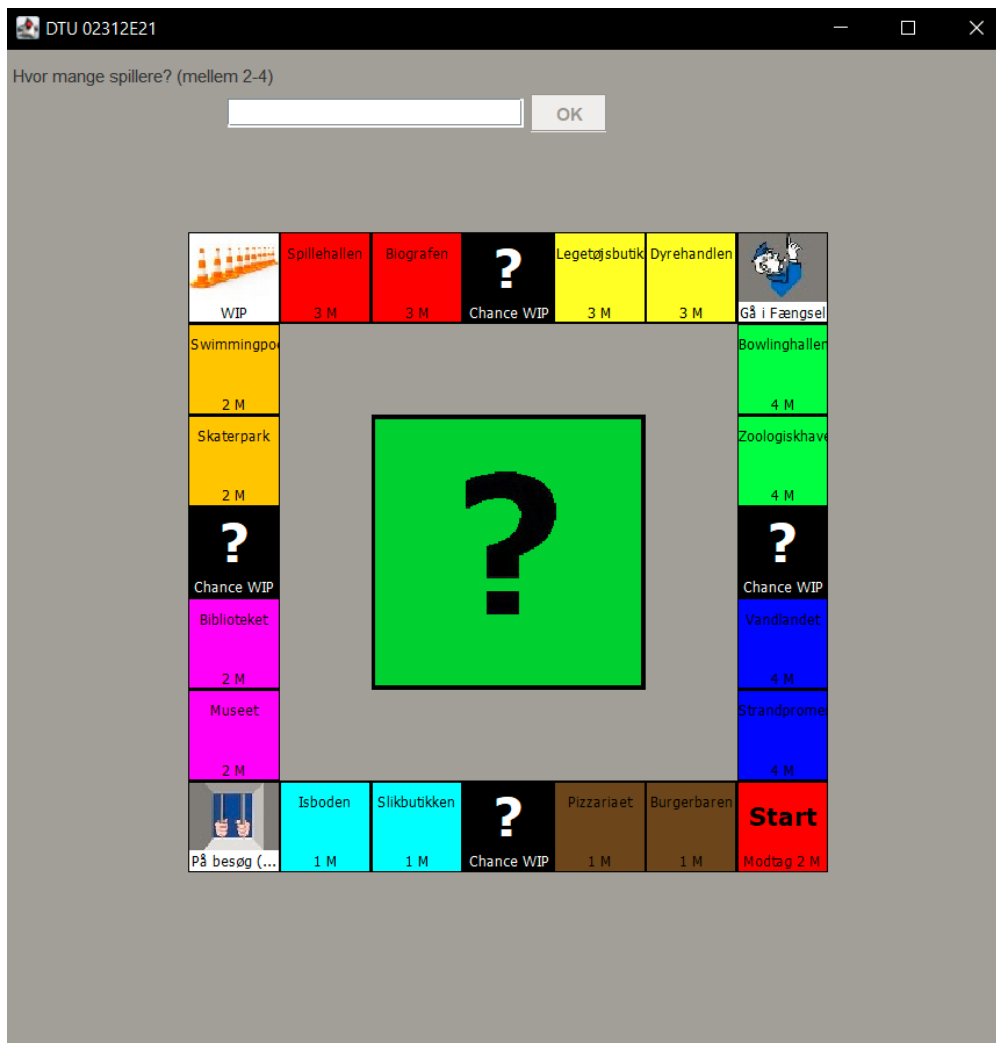 DTU 02312E21
Hvor mange spillere? (mellem 2-4)
OK
WIP
Spillehallen
3 M
Biografen
3 M
?
Chance WIP
Legetøjsbutik
3 M
Dyrehandlen
3 M
Gå i Fængsel
Swimmingpo
2 M
Bowlinghallen
4 M
Skaterpark
2 M
?
Zoologiskhave
4 M
?
Chance WIP
?
Chance WIP
Biblioteket
2 M
Vandlandet
4 M
Museet
2 M
Strandprome
4 M
På besøg (...
Isboden
1 M
Slikbutikken
1 M
?
Chance WIP
Pizzariaet
1 M
Burgerbaren
1 M
Start
Modtag 2 M